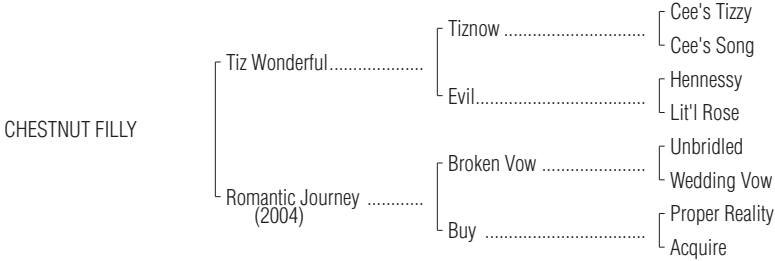 Cee's Tizzy
Tiznow ..............................
Cee's Song
Tiz Wonderful....................
Hennessy
Evil....................................
Lit'l Rose
CHESTNUT FILLY
Unbridled
Broken Vow ......................
Wedding Vow
Romantic Journey ............
(2004)
Proper Reality
Buy ..................................
Acquire